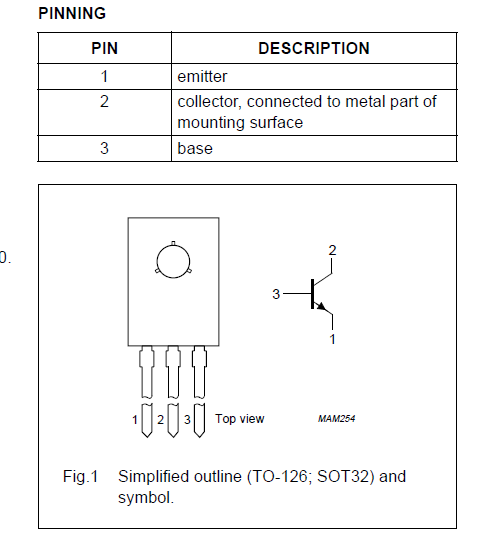 PINNING
PIN DESCRIPTION
1 emitter
2 collector, connected to metal part of
mounting surface
3 base
0.
2
3
1
1 2 3 Top view MAM254
Fig.1 Simplified outline (TO-126; SOT32) and
symbol.